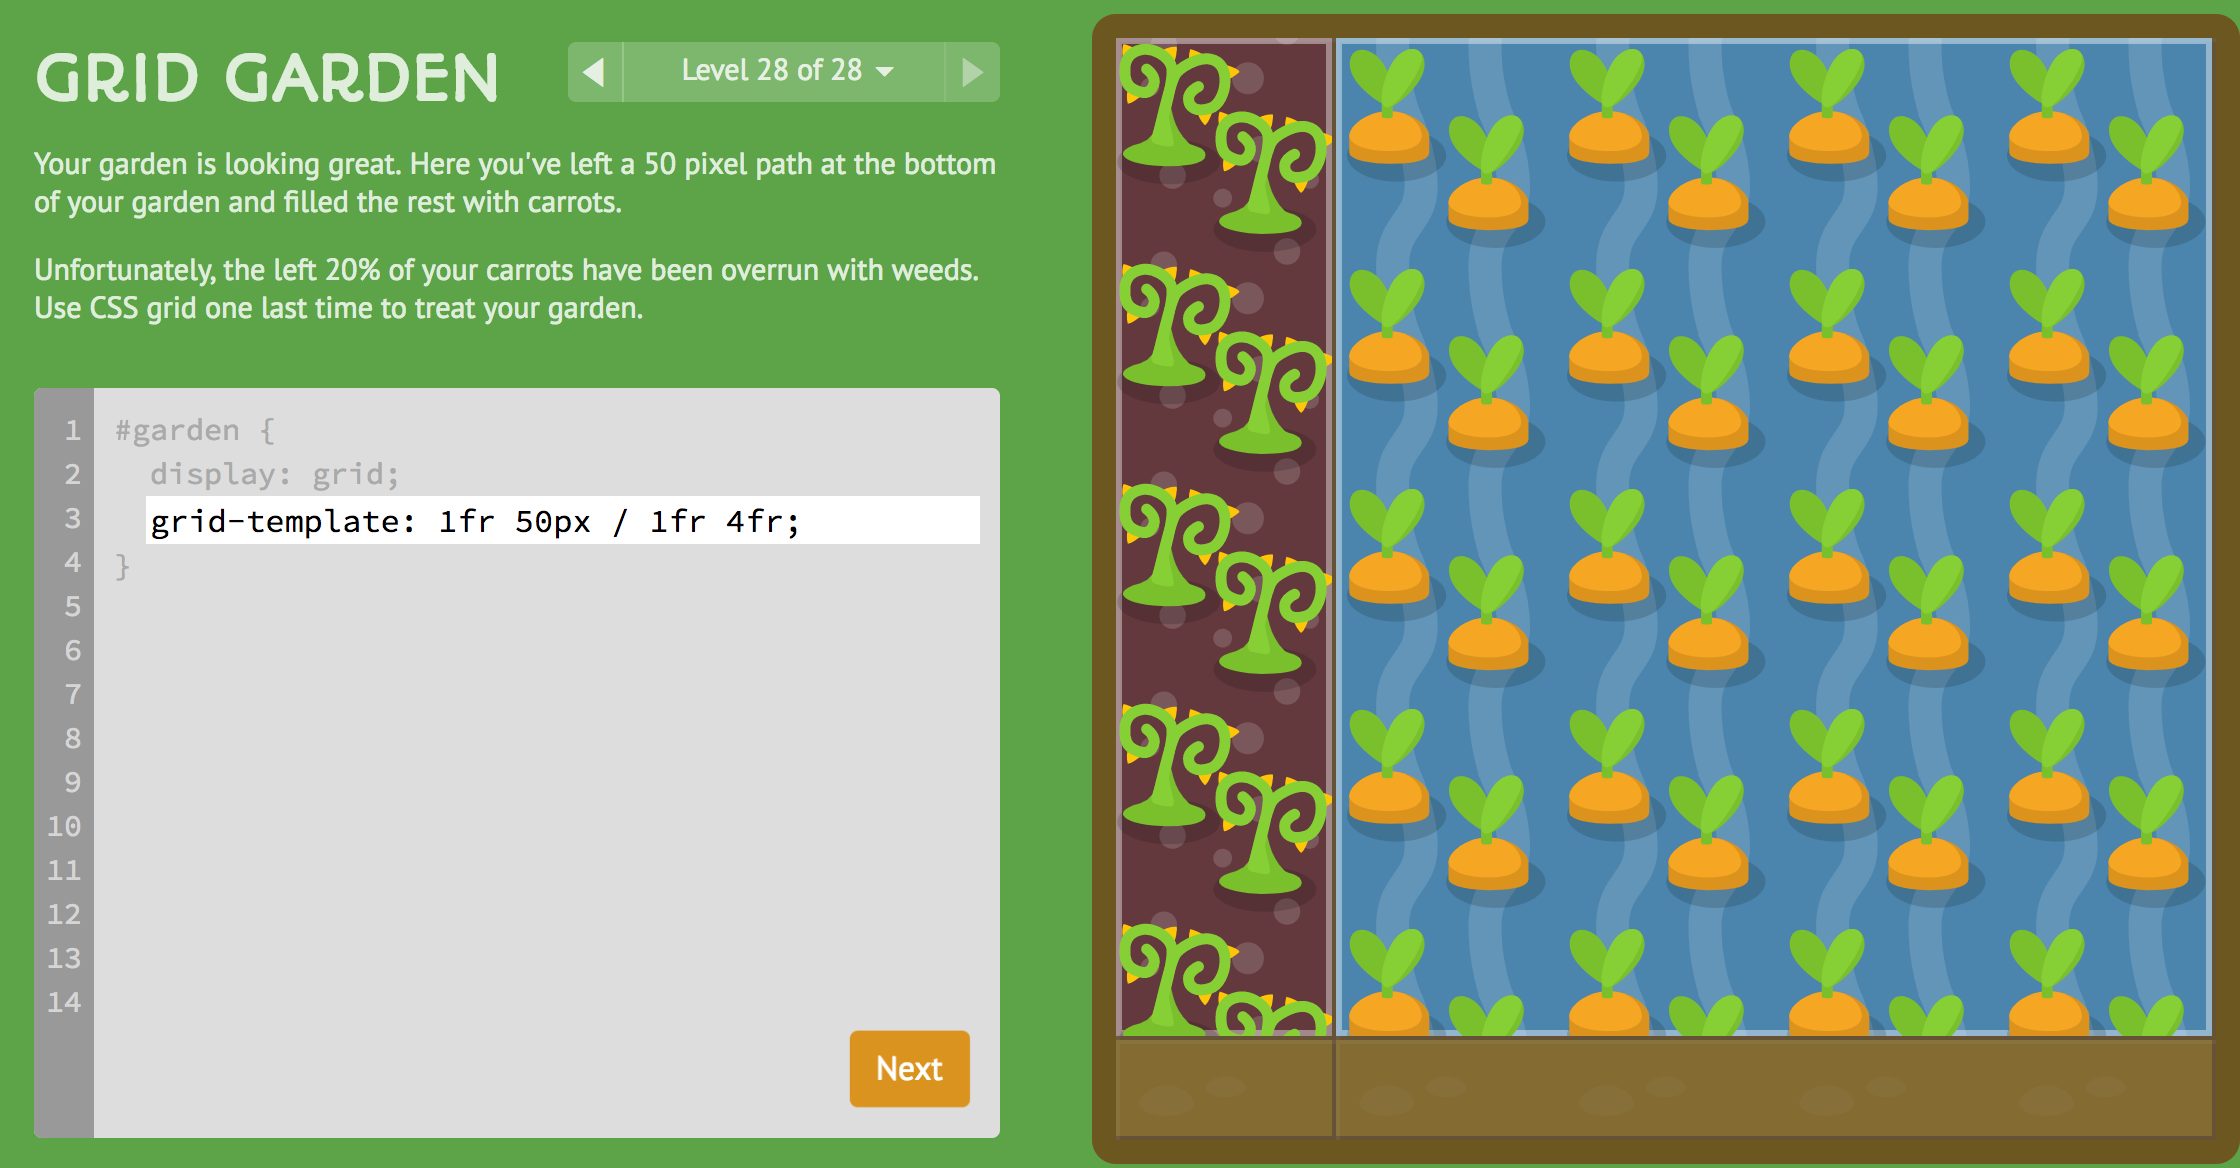 GRID GARDEN
Level 28 of 28
Your garden is looking great. Here you've left a 50 pixel path at the bottom
of your garden and filled the rest with carrots.
Unfortunately, the left 20% of your carrots have been overrun with weeds.
Use CSS grid one last time to treat your garden.
1 #garden {
2 display: grid;
3 grid-template: 1fr 50px / 1fr 4fr;
4 }
5
6
7
8
9
10
11
12
13
14
Next